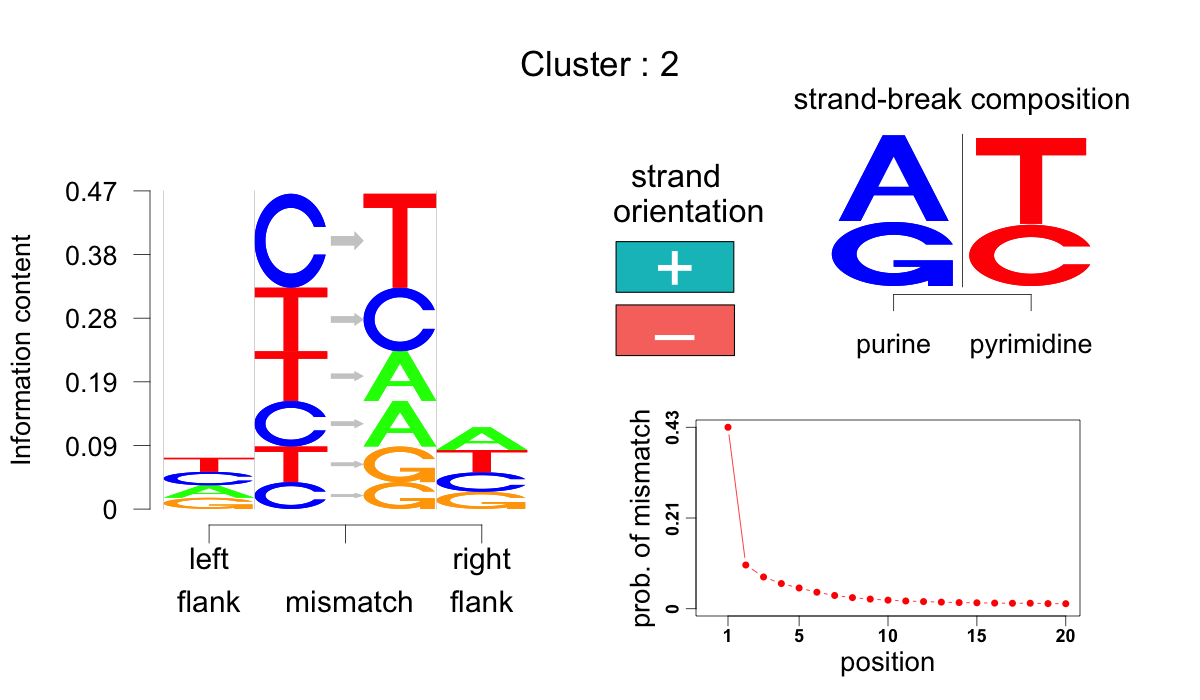 Cluster : 2
strand-break composition
A T
G C
purine pyrimidine
strand
orientation
+
−
Information content
0.47
0.38
0.28
0.19
0.09
0
C T
T C
T A
C A
T G
C G
T
C
A
G
A
T
C
G
left
flank
mismatch
right
flank
prob. of mismatch
0.43
0.21
0
1 5 10 15 20
position